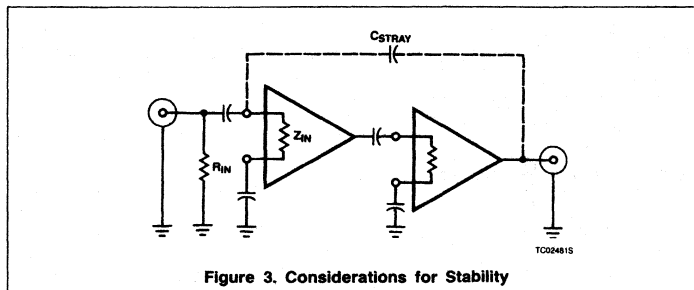 CSTRAY
ZIN
RIN
TC02481S
Figure 3. Considerations for Stability